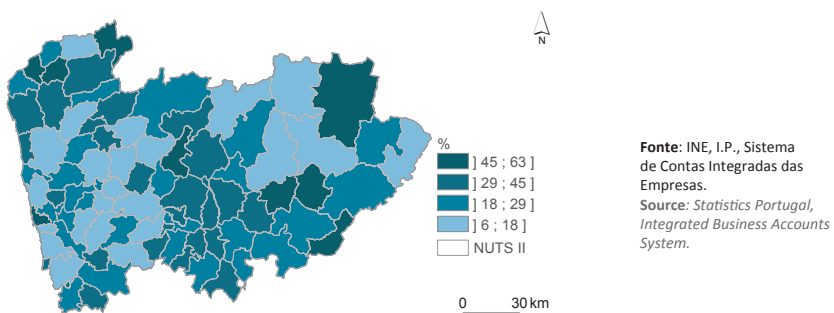 N
%
] 45 ; 63 ]
] 29 ; 45 ]
] 18 ; 29 ]
] 6 ; 18 ]
NUTS II
0 30 km
Fonte: INE, I.P., Sistema
de Contas Integradas das
Empresas.
Source: Statistics Portugal,
Integrated Business Accounts
System.